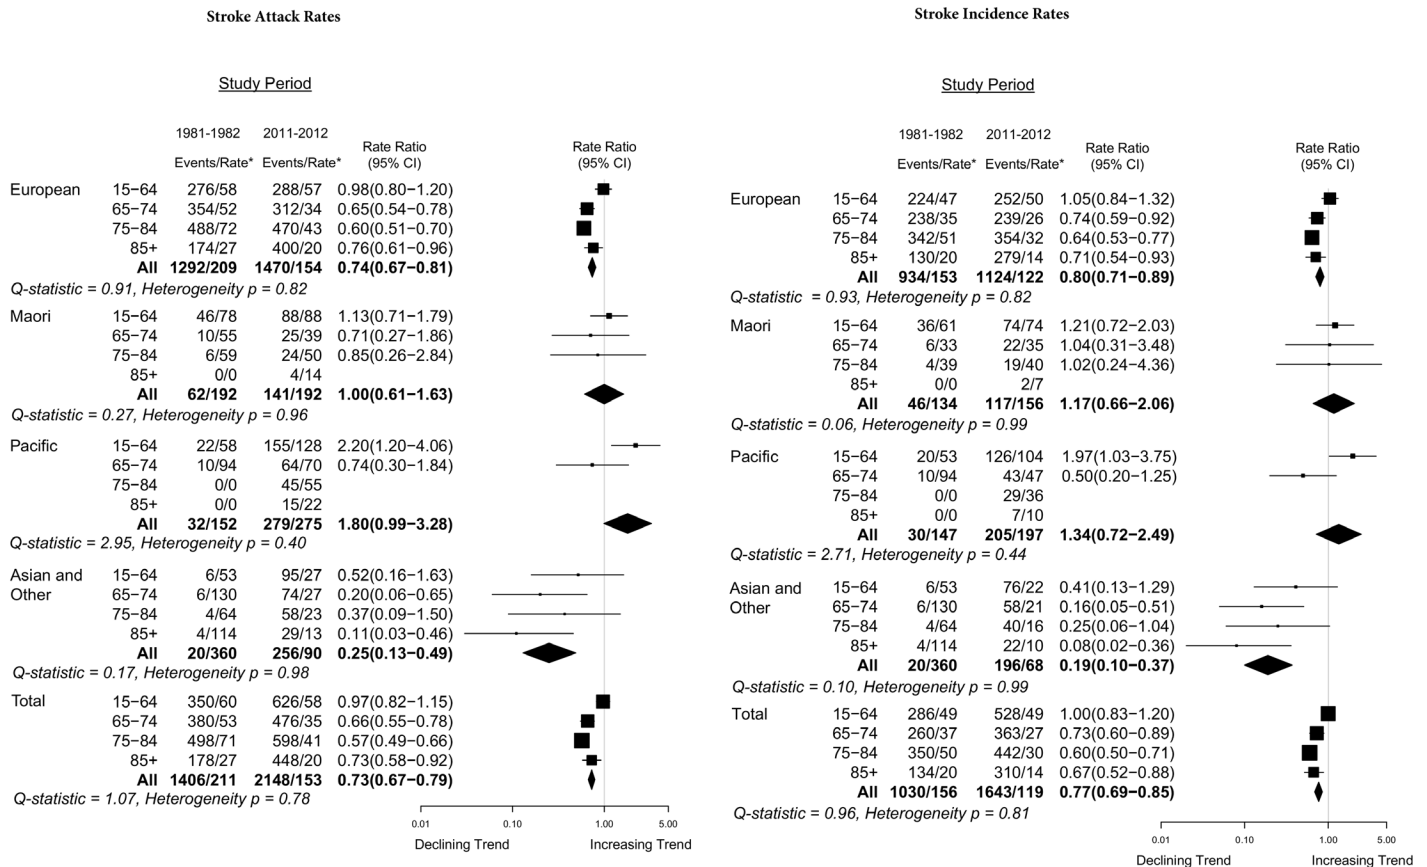 Stroke Attack Rates
Study Period
1981-1982 2011-2012
Rate Ratio Rate Ratio
Events/Rate* Events/Rate* (95% CI) (95% CI)
European 15−64 276/58 288/57 0.98(0.80−1.20)
65−74 354/52 312/34 0.65(0.54−0.78)
75−84 488/72 470/43 0.60(0.51−0.70)
85+ 174/27 400/20 0.76(0.61−0.96)
All 1292/209 1470/154 0.74(0.67−0.81)
Q-statistic = 0.91, Heterogeneity p = 0.82
Maori 15−64 46/78 88/88 1.13(0.71−1.79)
65−74 10/55 25/39 0.71(0.27−1.86)
75−84 6/59 24/50 0.85(0.26−2.84)
85+ 0/0 4/14
All 62/192 141/192 1.00(0.61−1.63)
Q-statistic = 0.27, Heterogeneity p = 0.96
Pacific 15−64 22/58 155/128 2.20(1.20−4.06)
65−74 10/94 64/70 0.74(0.30−1.84)
75−84 0/0 45/55
85+ 0/0 15/22
All 32/152 279/275 1.80(0.99−3.28)
Q-statistic = 2.95, Heterogeneity p = 0.40
Asian and 15−64 6/53 95/27 0.52(0.16−1.63)
Other 65−74 6/130 74/27 0.20(0.06−0.65)
75−84 4/64 58/23 0.37(0.09−1.50)
85+ 4/114 29/13 0.11(0.03−0.46)
All 20/360 256/90 0.25(0.13−0.49)
Q-statistic = 0.17, Heterogeneity p = 0.98
Total 15−64 350/60 626/58 0.97(0.82−1.15)
65−74 380/53 476/35 0.66(0.55−0.78)
75−84 498/71 598/41 0.57(0.49−0.66)
85+ 178/27 448/20 0.73(0.58−0.92)
All 1406/211 2148/153 0.73(0.67−0.79)
Q-statistic = 1.07, Heterogeneity p = 0.78
0.01 0.10 1.00 5.00
Declining Trend Increasing Trend
Stroke Incidence Rates
Study Period
1981-1982 2011-2012
Rate Ratio Rate Ratio
Events/Rate* Events/Rate* (95% CI) (95% CI)
European 15−64 224/47 252/50 1.05(0.84−1.32)
65−74 238/35 239/26 0.74(0.59−0.92)
75−84 342/51 354/32 0.64(0.53−0.77)
85+ 130/20 279/14 0.71(0.54−0.93)
All 934/153 1124/122 0.80(0.71−0.89)
Q-statistic = 0.93, Heterogeneity p = 0.82
Maori 15−64 36/61 74/74 1.21(0.72−2.03)
65−74 6/33 22/35 1.04(0.31−3.48)
75−84 4/39 19/40 1.02(0.24−4.36)
85+ 0/0 2/7
All 46/134 117/156 1.17(0.66−2.06)
Q-statistic = 0.06, Heterogeneity p = 0.99
Pacific 15−64 20/53 126/104 1.97(1.03−3.75)
65−74 10/94 43/47 0.50(0.20−1.25)
75−84 0/0 29/36
85+ 0/0 7/10
All 30/147 205/197 1.34(0.72−2.49)
Q-statistic = 2.71, Heterogeneity p = 0.44
Asian and 15−64 6/53 76/22 0.41(0.13−1.29)
Other 65−74 6/130 58/21 0.16(0.05−0.51)
75−84 4/64 40/16 0.25(0.06−1.04)
85+ 4/114 22/10 0.08(0.02−0.36)
All 20/360 196/68 0.19(0.10−0.37)
Q-statistic = 0.10, Heterogeneity p = 0.99
Total 15−64 286/49 528/49 1.00(0.83−1.20)
65−74 260/37 363/27 0.73(0.60−0.89)
75−84 350/50 442/30 0.60(0.50−0.71)
85+ 134/20 310/14 0.67(0.52−0.88)
All 1030/156 1643/119 0.77(0.69−0.85)
Q-statistic = 0.96, Heterogeneity p = 0.81
0.01 0.10 1.00 5.00
Declining Trend Increasing Trend